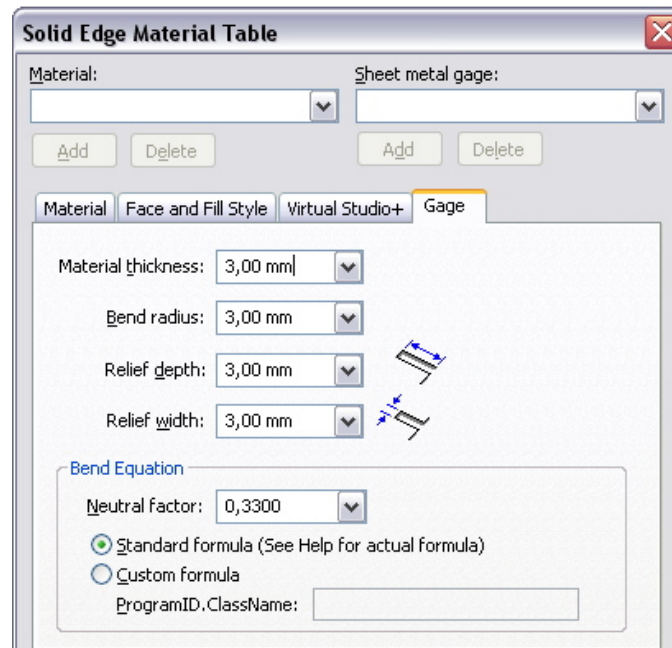 Solid Edge Material Table
Material: Sheet metal gage:
Add Delete Add Delete
Material Face and Fill Style Virtual Studio+ Gage
Material thickness: 3,00 mm
Bend radius: 3,00 mm
Relief depth: 3,00 mm
Relief width: 3,00 mm
Bend Equation
Neutral factor: 0,3300
Standard formula (See Help for actual formula)
Custom formula
ProgramID.ClassName: